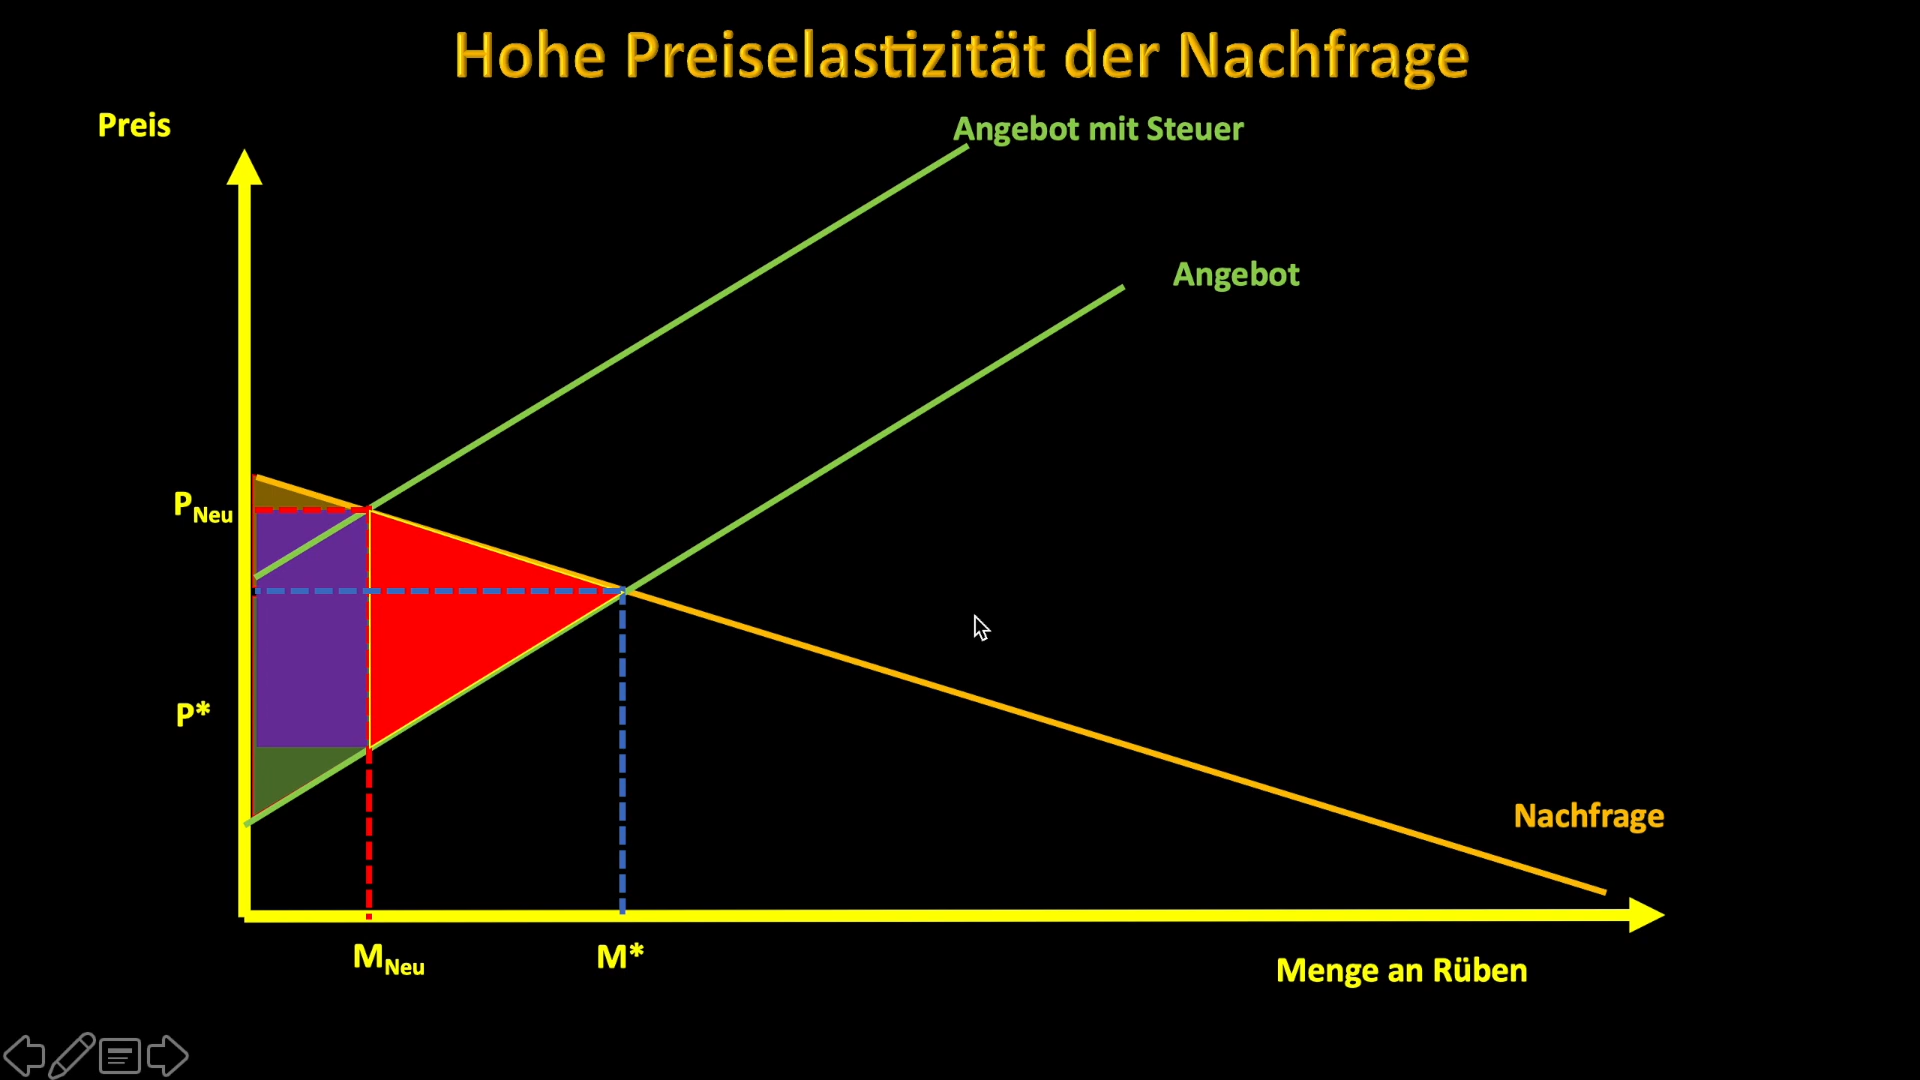 Hohe Preiselastizität der Nachfrage
Preis
Angebot mit Steuer
Angebot
PNeu
P*
Nachfrage
MNeu
M*
Menge an Rüben